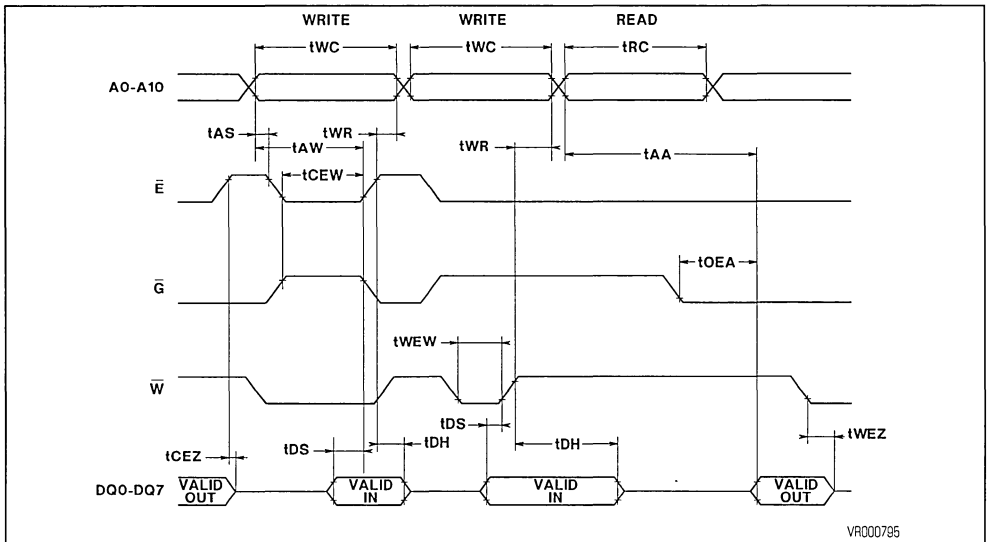 WRITE WRITE READ
tWC tWC tRC
A0-A10
tAS tWR tWR
tAW tAA
tCEW
E̅
tOEA
G̅
tWEW
W̅
tDS tWEZ
tCEZ tDS tDH tDH
DQ0-DQ7 VALID OUT VALID IN VALID IN VALID OUT
VR000795